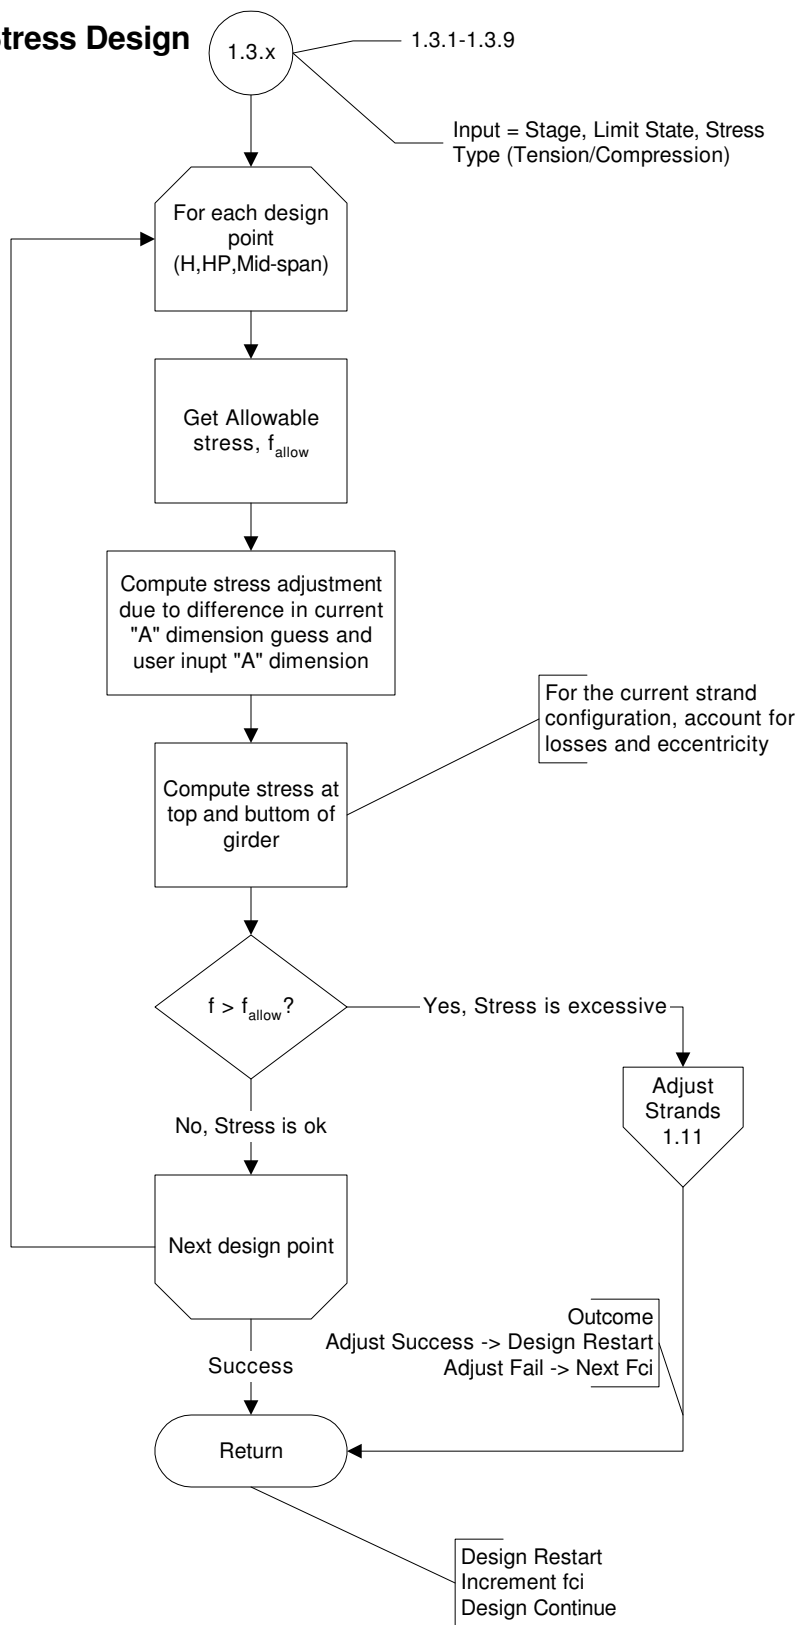 Stress Design
1.3.x
1.3.1-1.3.9
Input = Stage, Limit State, Stress
Type (Tension/Compression)
For each design
point
(H,HP,Mid-span)
Get Allowable
stress, fallow
Compute stress adjustment
due to difference in current
"A" dimension guess and
user inupt "A" dimension
For the current strand
configuration, account for
losses and eccentricity
Compute stress at
top and buttom of
girder
f > fallow?
Yes, Stress is excessive
Adjust
Strands
1.11
No, Stress is ok
Next design point
Outcome
Adjust Success -> Design Restart
Adjust Fail -> Next Fci
Success
Return
Design Restart
Increment fci
Design Continue